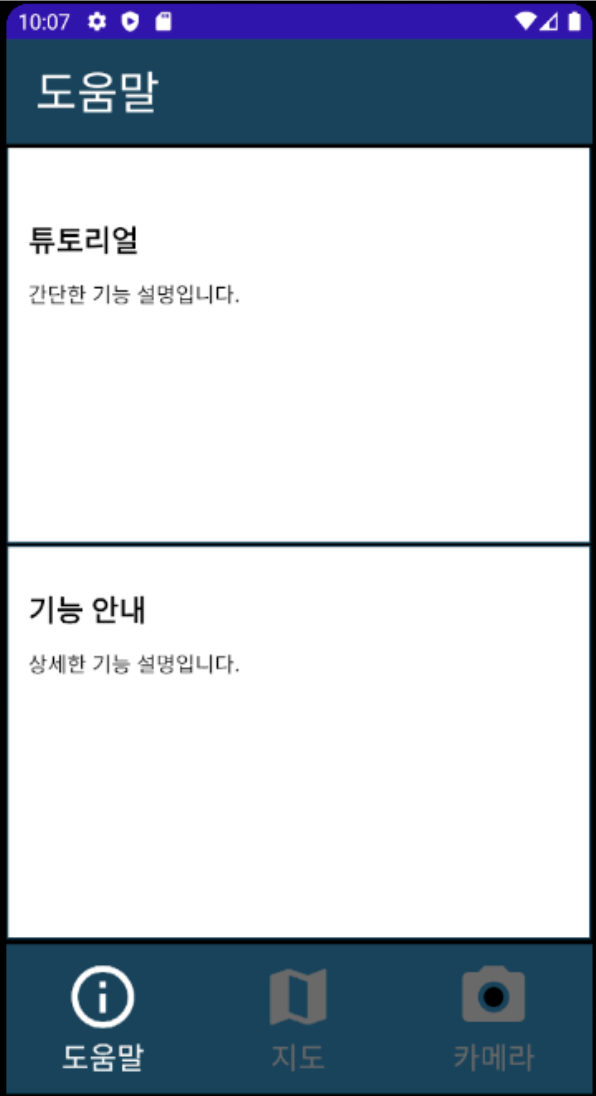 10:07
도움말
튜토리얼
간단한 기능 설명입니다.
기능 안내
상세한 기능 설명입니다.
도움말
지도
카메라